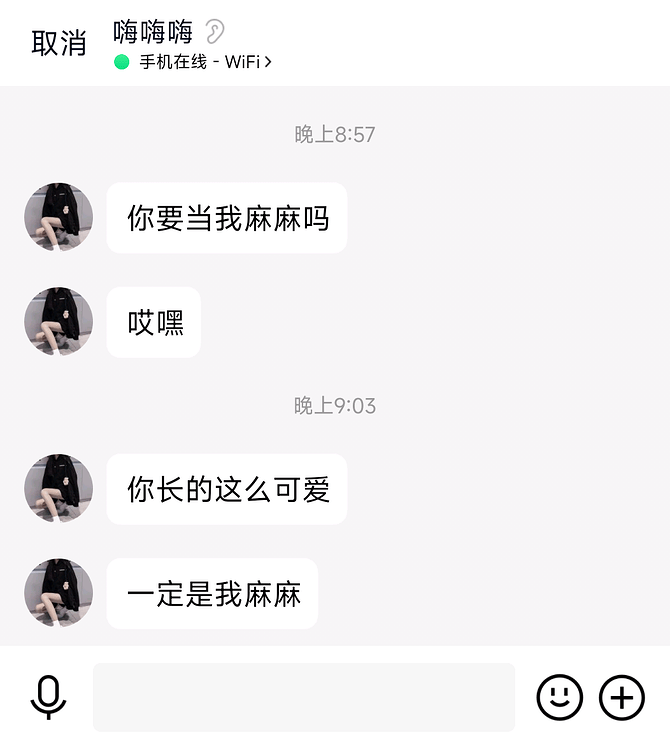 取消
嗨嗨嗨
手机在线 - WiFi>
晚上8:57
你要当我麻麻吗
哎嘿
晚上9:03
你长的这么可爱
一定是我麻麻